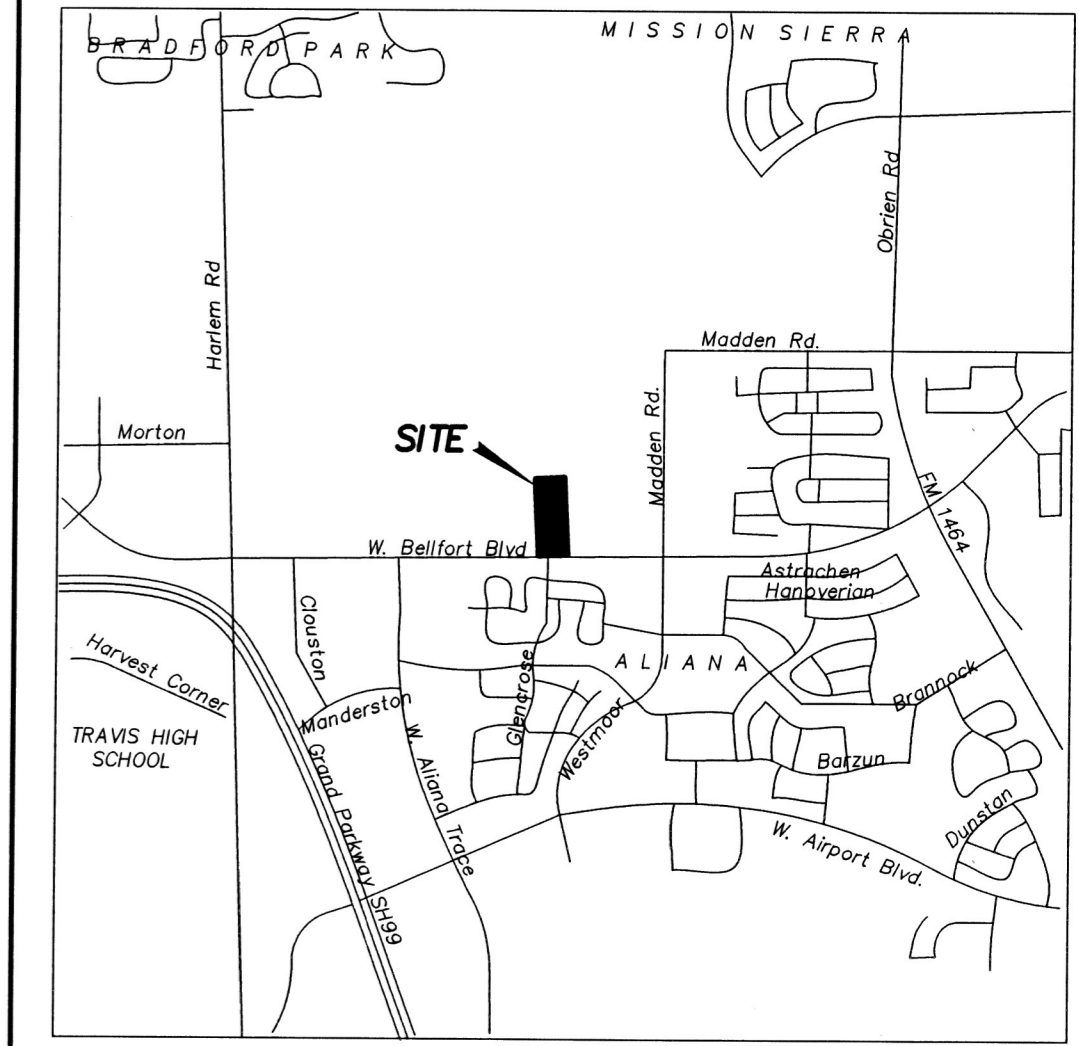 BRADFORD PARK
MISSION SIERRA
Obrien Rd
Harlem Rd
Madden Rd.
Madden Rd.
Morton
SITE
FM 1464
W. Bellfort Blvd
Astrachen
Hanoverian
Clouston
ALIANA
Harvest Corner
Glencrose
Brannock
Manderston
Westmoor
TRAVIS HIGH
SCHOOL
Grand Parkway SH99
W. Aliana Trace
Barzun
Dunstan
W. Airport Blvd.